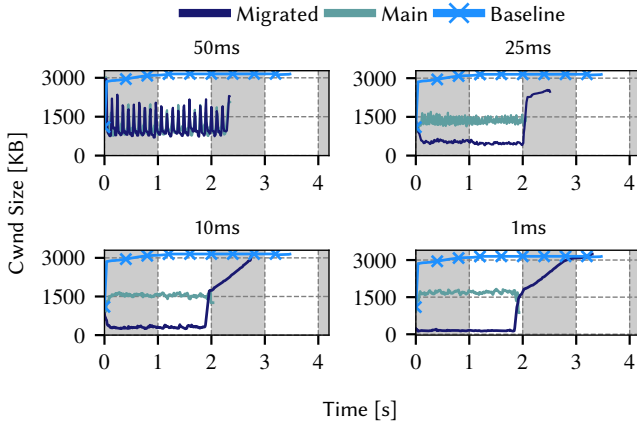 Migrated Main Baseline
50ms 25ms
3000 3000
1500 1500
0 0
0 1 2 3 4 0 1 2 3 4
Cwnd Size [KB]
10ms 1ms
3000 3000
1500 1500
0 0
0 1 2 3 4 0 1 2 3 4
Time [s]